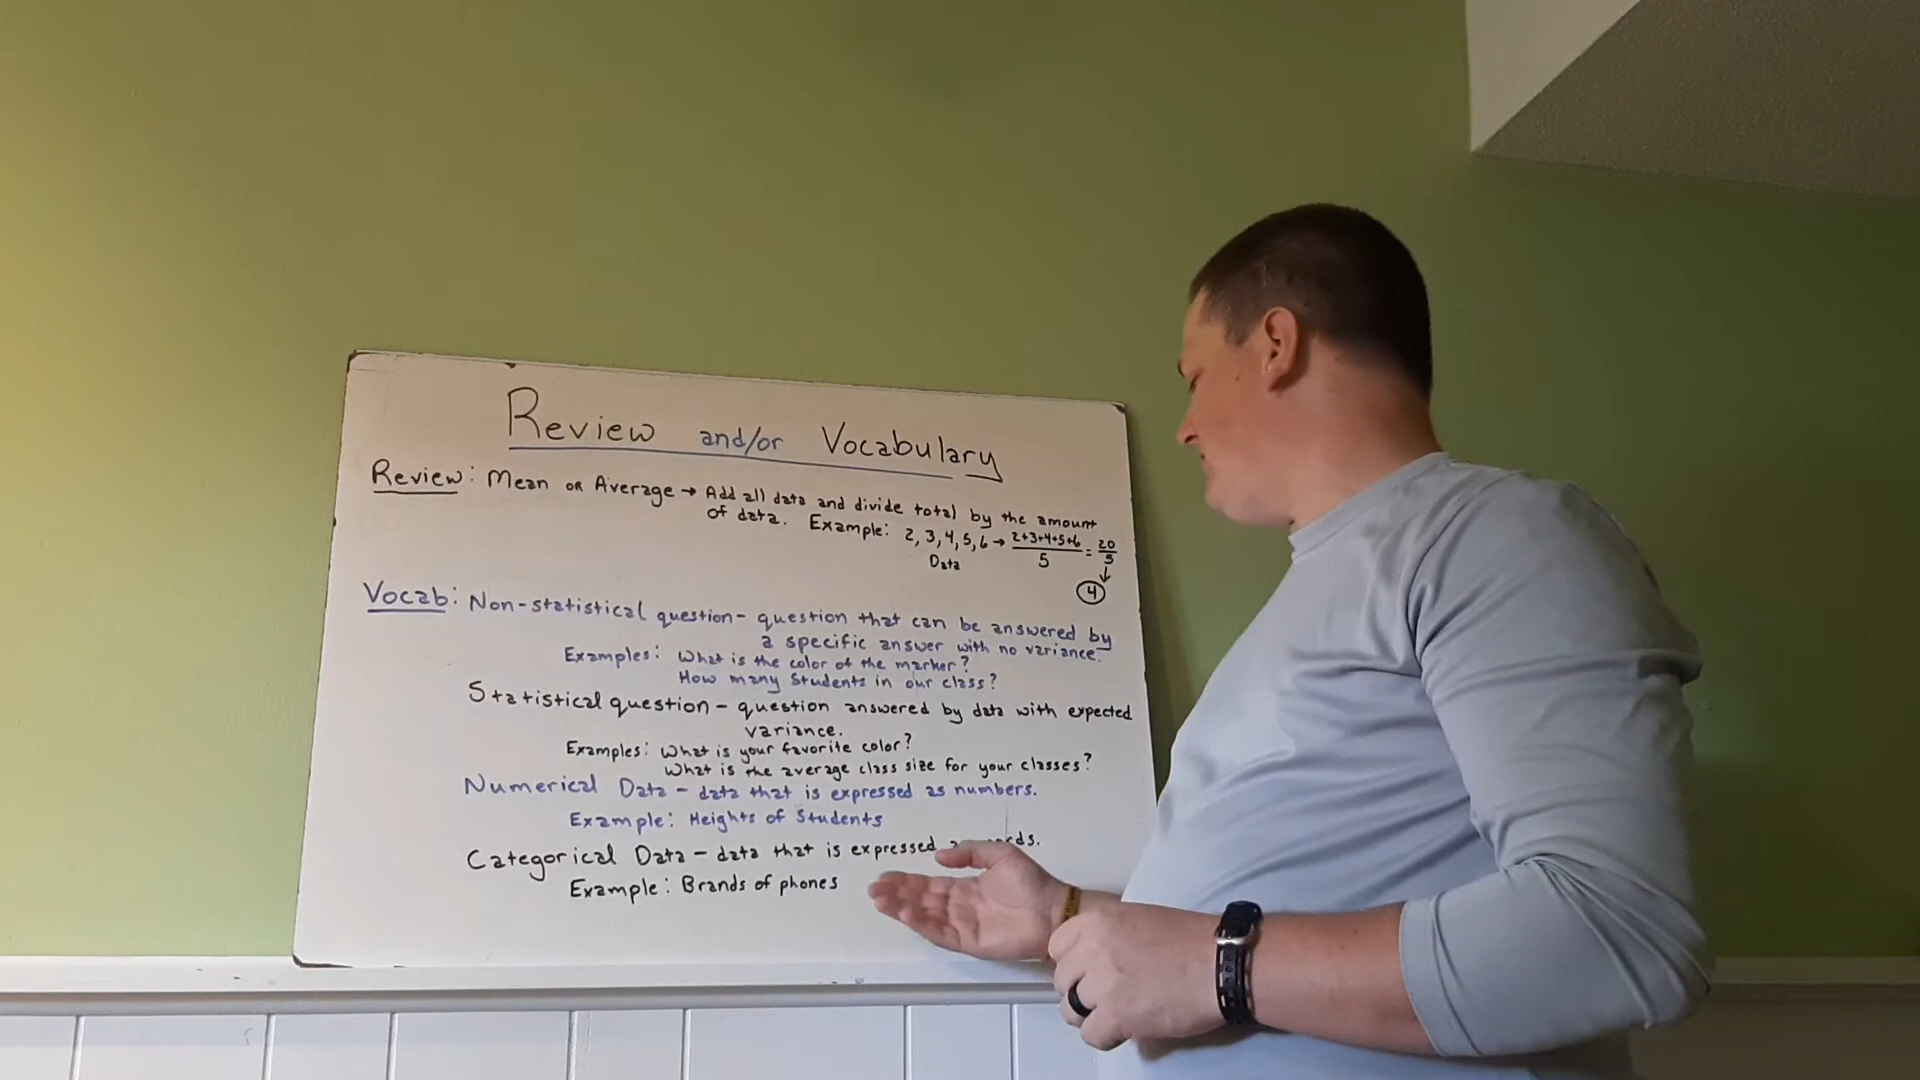 Review and/or Vocabulary
Review: Mean or Average → Add all data and divide total by the amount
of data. Example: 2, 3, 4, 5, 6 → 2+3+4+5+6 / 5 = 20 / 5
Data
↓
4
Vocab: Non-statistical question - question that can be answered by
a specific answer with no variance.
Examples: What is the color of the marker?
How many students in our class?
Statistical question - question answered by data with expected
variance.
Examples: What is your favorite color?
What is the average class size for your classes?
Numerical Data - data that is expressed as numbers.
Example: Heights of Students
Categorical Data - data that is expressed
Example: Brands of phones